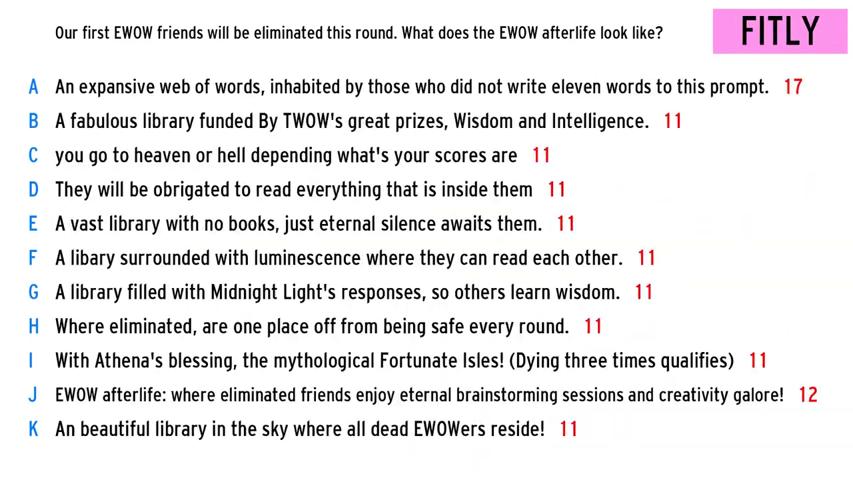 Our first EWOW friends will be eliminated this round. What does the EWOW afterlife look like?
FITLY
A An expansive web of words, inhabited by those who did not write eleven words to this prompt. 17
B A fabulous library funded By TWOW's great prizes, Wisdom and Intelligence. 11
C you go to heaven or hell depending what's your scores are 11
D They will be obrigated to read everything that is inside them 11
E A vast library with no books, just eternal silence awaits them. 11
F A libary surrounded with luminescence where they can read each other. 11
G A library filled with Midnight Light's responses, so others learn wisdom. 11
H Where eliminated, are one place off from being safe every round. 11
I With Athena's blessing, the mythological Fortunate Isles! (Dying three times qualifies) 11
J EWOW afterlife: where eliminated friends enjoy eternal brainstorming sessions and creativity galore! 12
K An beautiful library in the sky where all dead EWOWers reside! 11